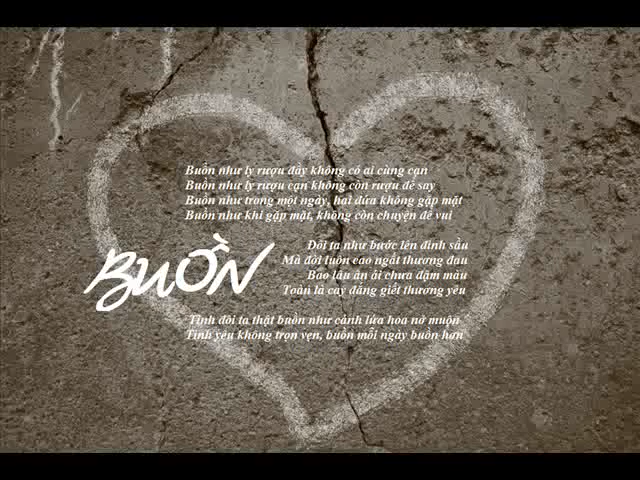 Buồn như ly rượu đầy không có ai cùng cạn
Buồn như ly rượu cạn không còn rượu để say
Buồn như trong một ngày, hai đứa không gặp mặt
Buồn như khi gặp mặt, không còn chuyện để vui
BUỒN
Đôi ta như bước lên đỉnh sầu
Mà đời luôn cao ngất thương đau
Bao lâu ân ái chưa đậm màu
Toàn là cay đắng giết thương yêu
Tình đôi ta thật buồn như cánh lứa hoa nở muộn
Tình yêu không trọn vẹn, buồn mỗi ngày buồn hơn